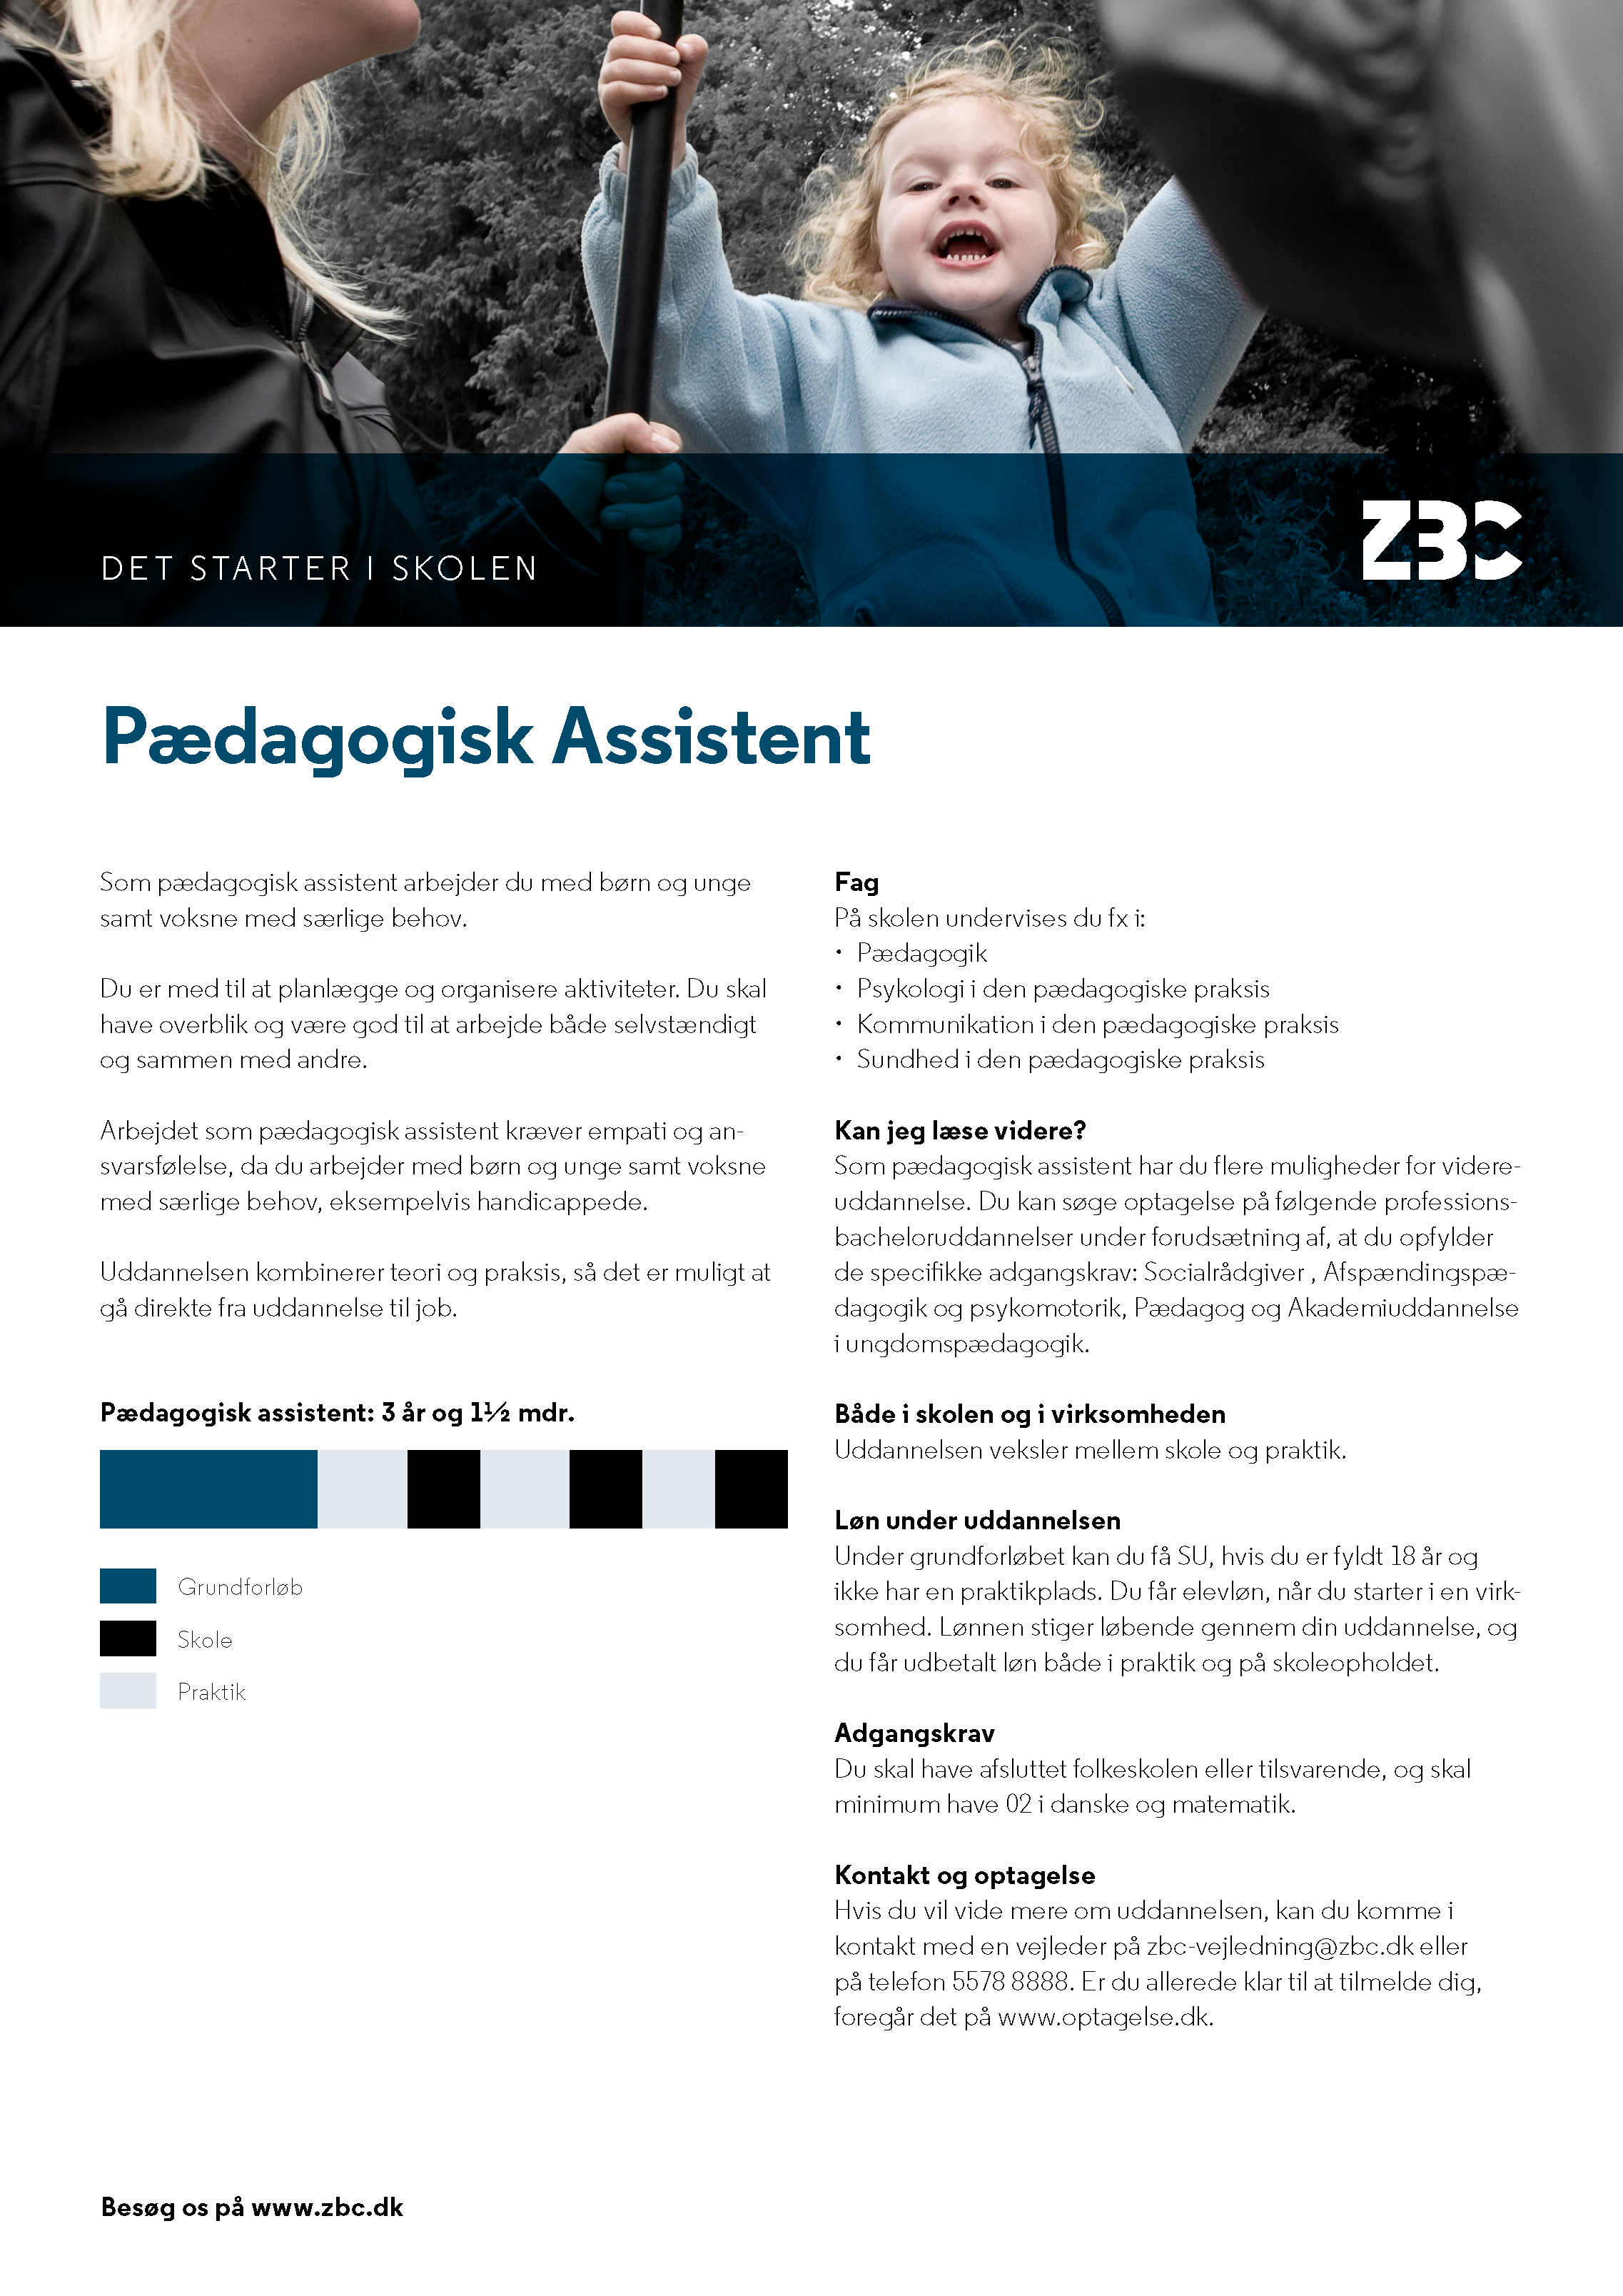 DET STARTER I SKOLEN
ZBC
Pædagogisk Assistent
Som pædagogisk assistent arbejder du med børn og unge
samt voksne med særlige behov.
Du er med til at planlægge og organisere aktiviteter. Du skal
have overblik og være god til at arbejde både selvstændigt
og sammen med andre.
Arbejdet som pædagogisk assistent kræver empati og an-
svarsfølelse, da du arbejder med børn og unge samt voksne
med særlige behov, eksempelvis handicappede.
Uddannelsen kombinerer teori og praksis, så det er muligt at
gå direkte fra uddannelse til job.
Pædagogisk assistent: 3 år og 1½ mdr.
Grundforløb
Skole
Praktik
Fag
På skolen undervises du fx i:
• Pædagogik
• Psykologi i den pædagogiske praksis
• Kommunikation i den pædagogiske praksis
• Sundhed i den pædagogiske praksis
Kan jeg læse videre?
Som pædagogisk assistent har du flere muligheder for videre-
uddannelse. Du kan søge optagelse på følgende professions-
bacheloruddannelser under forudsætning af, at du opfylder
de specifikke adgangskrav: Socialrådgiver , Afspændingspæ-
dagogik og psykomotorik, Pædagog og Akademiuddannelse
i ungdomspædagogik.
Både i skolen og i virksomheden
Uddannelsen veksler mellem skole og praktik.
Løn under uddannelsen
Under grundforløbet kan du få SU, hvis du er fyldt 18 år og
ikke har en praktikplads. Du får elevløn, når du starter i en virk-
somhed. Lønnen stiger løbende gennem din uddannelse, og
du får udbetalt løn både i praktik og på skoleopholdet.
Adgangskrav
Du skal have afsluttet folkeskolen eller tilsvarende, og skal
minimum have 02 i danske og matematik.
Kontakt og optagelse
Hvis du vil vide mere om uddannelsen, kan du komme i
kontakt med en vejleder på zbc-vejledning@zbc.dk eller
på telefon 5578 8888. Er du allerede klar til at tilmelde dig,
foregår det på www.optagelse.dk.
Besøg os på www.zbc.dk